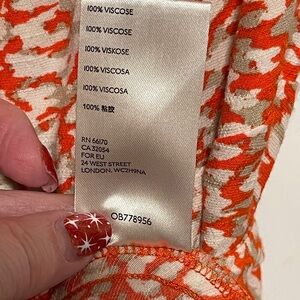 100% VISCOSE
100% VISCOSE
100% VISKOSE
100% VISCOSA
100% VISCOSA
100% 粘胶
RN 66170
CA 32054
FOR EU
24 WEST STREET
LONDON, WC2H9NA
OB778956